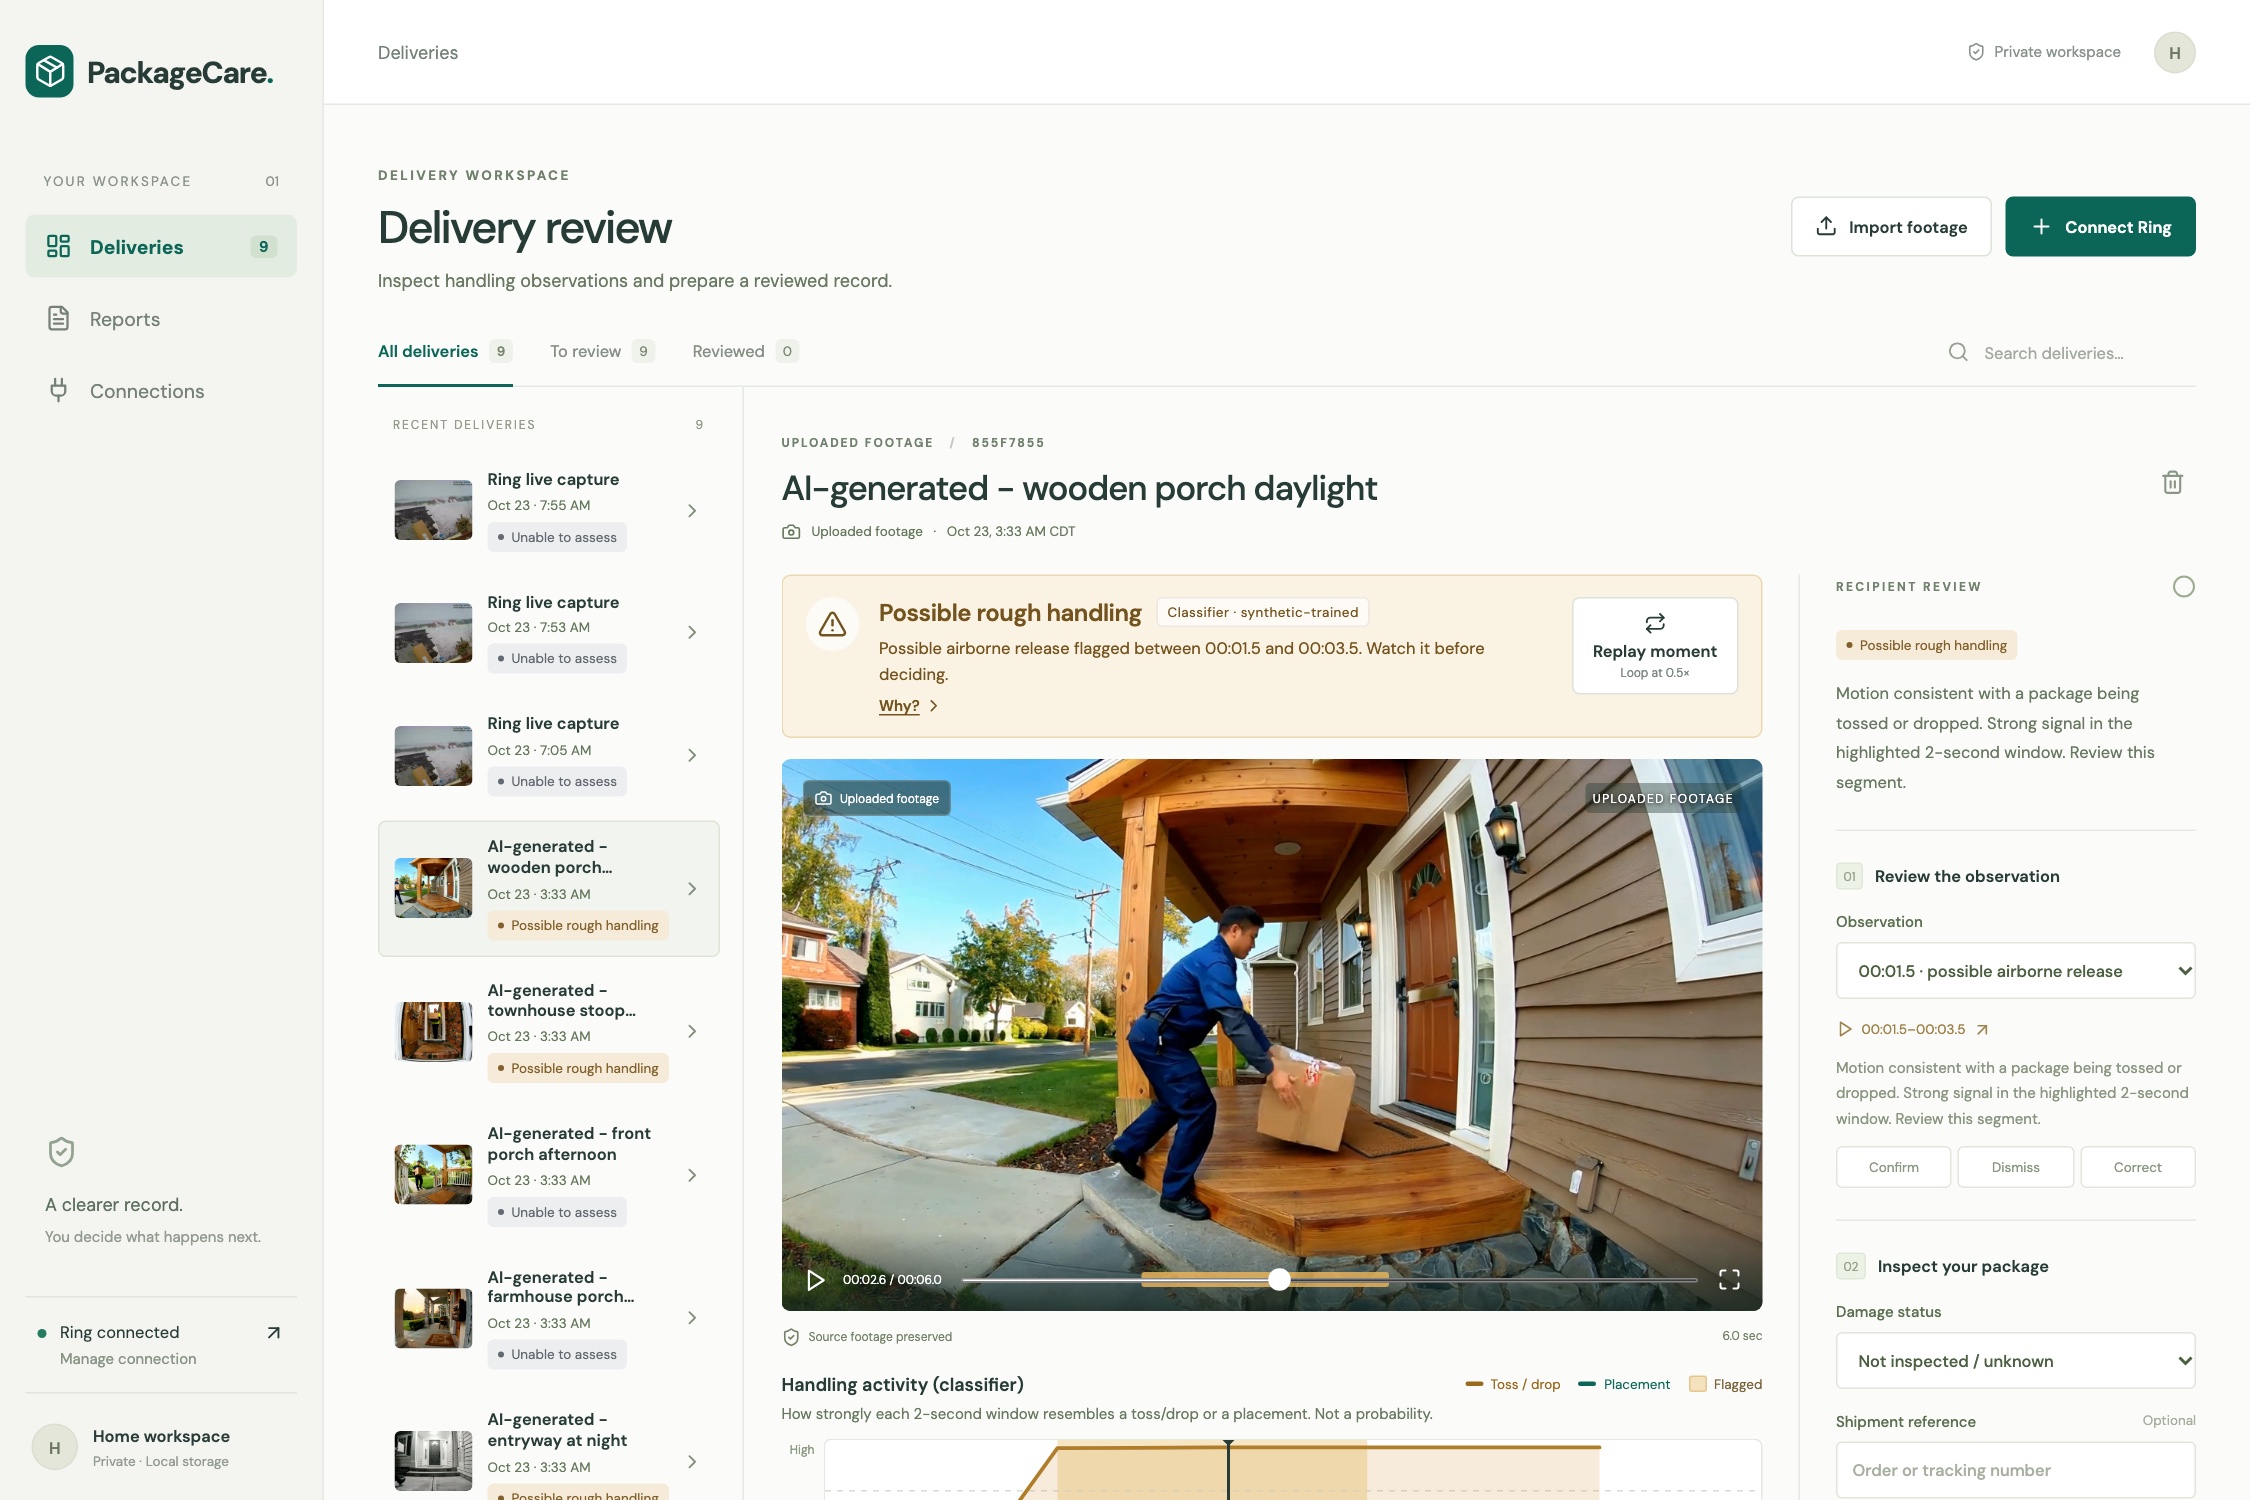 PackageCare.
YOUR WORKSPACE 01
Deliveries 9
Reports
Connections
A clearer record.
You decide what happens next.
Ring connected
Manage connection
H
Home workspace
Private · Local storage
Deliveries
Private workspace
H
DELIVERY WORKSPACE
Delivery review
Inspect handling observations and prepare a reviewed record.
Import footage
Connect Ring
All deliveries 9
To review 9
Reviewed 0
Search deliveries...
RECENT DELIVERIES 9
Ring live capture
Oct 23 · 7:55 AM
Unable to assess
Ring live capture
Oct 23 · 7:53 AM
Unable to assess
Ring live capture
Oct 23 · 7:05 AM
Unable to assess
AI-generated -
wooden porch...
Oct 23 · 3:33 AM
Possible rough handling
AI-generated -
townhouse stoop...
Oct 23 · 3:33 AM
Possible rough handling
AI-generated - front
porch afternoon
Oct 23 · 3:33 AM
Unable to assess
AI-generated -
farmhouse porch...
Oct 23 · 3:33 AM
Unable to assess
AI-generated -
entryway at night
Oct 23 · 3:33 AM
Possible rough handling
UPLOADED FOOTAGE / 855F7855
AI-generated - wooden porch daylight
Uploaded footage · Oct 23, 3:33 AM CDT
Possible rough handling
Classifier · synthetic-trained
Possible airborne release flagged between 00:01.5 and 00:03.5. Watch it before
deciding.
Why?
Replay moment
Loop at 0.5×
Uploaded footage
UPLOADED FOOTAGE
00:02.6 / 00:06.0
Source footage preserved
6.0 sec
Handling activity (classifier)
Toss / drop
Placement
Flagged
How strongly each 2-second window resembles a toss/drop or a placement. Not a probability.
High
RECIPIENT REVIEW
Possible rough handling
Motion consistent with a package being
tossed or dropped. Strong signal in the
highlighted 2-second window. Review this
segment.
01 Review the observation
Observation
00:01.5 · possible airborne release
00:01.5–00:03.5
Motion consistent with a package being tossed or
dropped. Strong signal in the highlighted 2-second
window. Review this segment.
Confirm
Dismiss
Correct
02 Inspect your package
Damage status
Not inspected / unknown
Shipment reference Optional
Order or tracking number